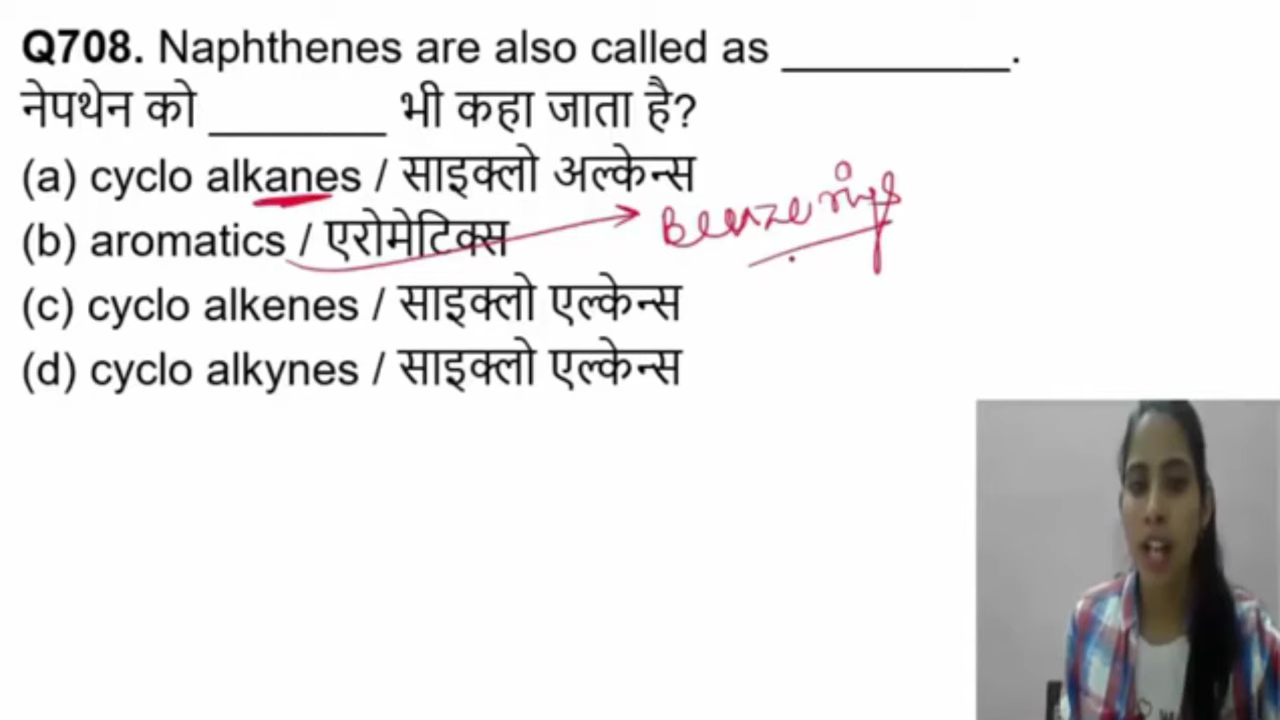 Q708. Naphthenes are also called as __________.
नेपथेन को ________ भी कहा जाता है?
(a) cyclo alkanes / साइक्लो अल्केन्स
(b) aromatics / एरोमेटिक्स
Benzene rings
(c) cyclo alkenes / साइक्लो एल्केन्स
(d) cyclo alkynes / साइक्लो एल्केन्स